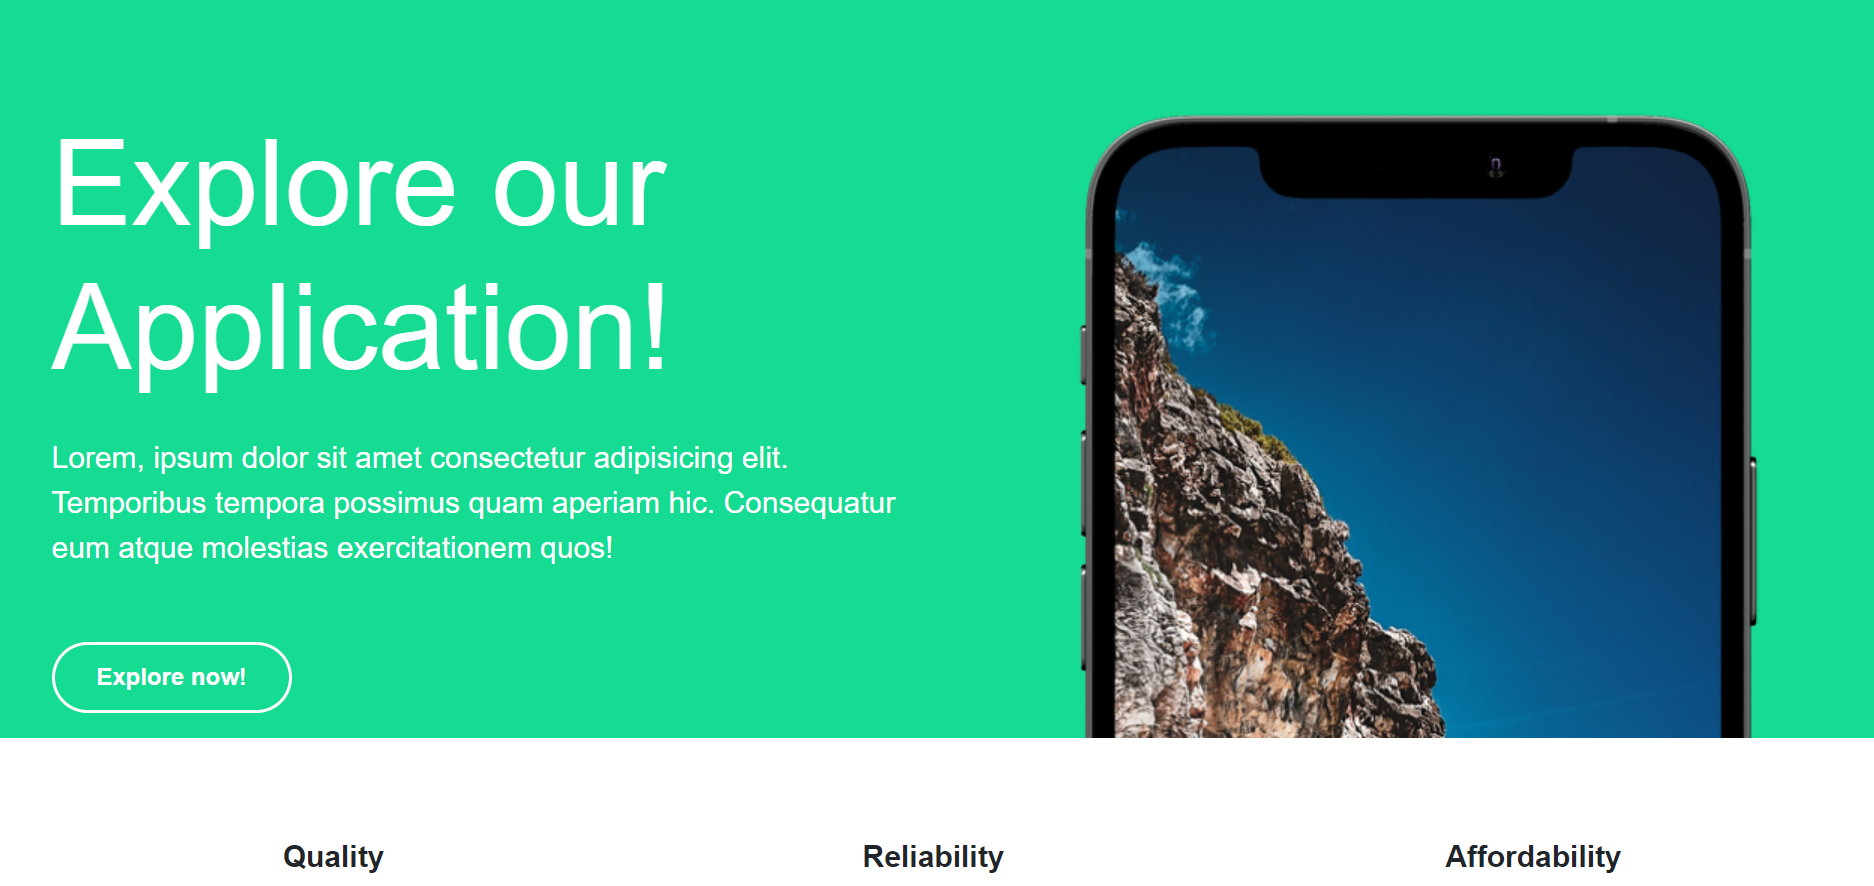 Explore our
Application!
Lorem, ipsum dolor sit amet consectetur adipisicing elit.
Temporibus tempora possimus quam aperiam hic. Consequatur
eum atque molestias exercitationem quos!
Explore now!
Quality
Reliability
Affordability